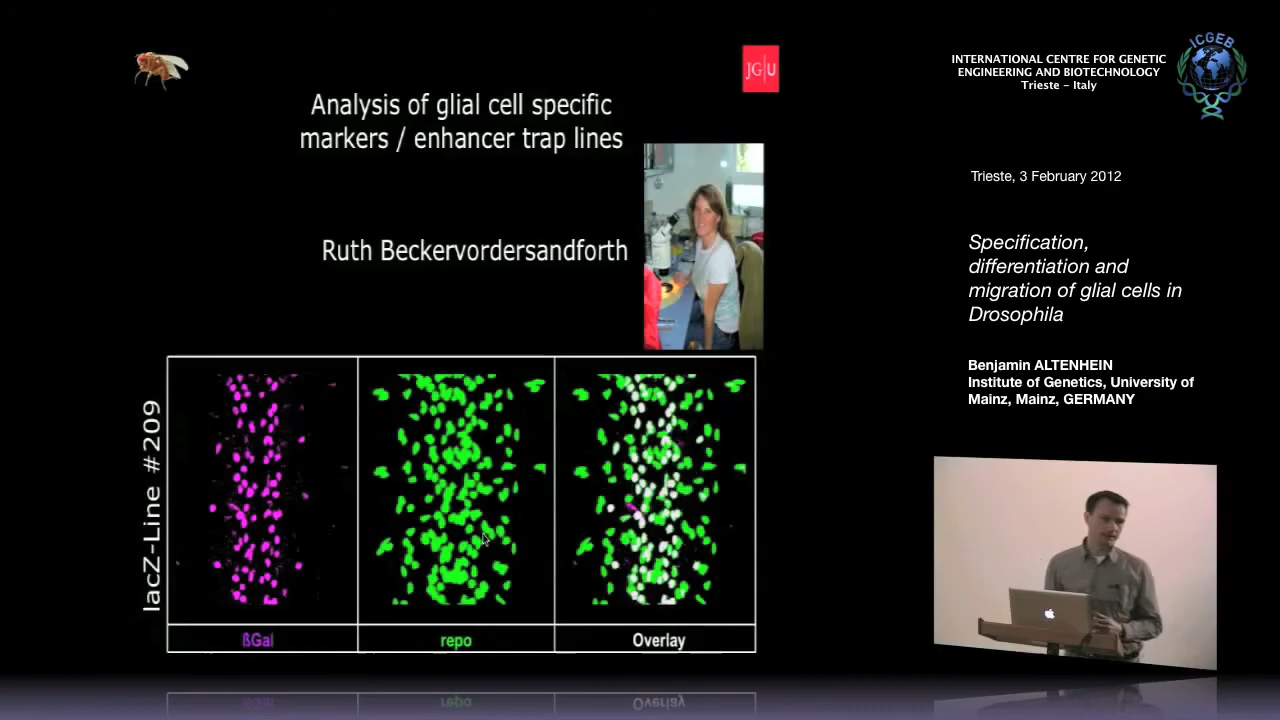 JG|U
Analysis of glial cell specific
markers / enhancer trap lines
Ruth Beckervordersandforth
lacZ-Line #209
ßGal
repo
Overlay
INTERNATIONAL CENTRE FOR GENETIC
ENGINEERING AND BIOTECHNOLOGY
Trieste - Italy
ICGEB
Trieste, 3 February 2012
Specification,
differentiation and
migration of glial cells in
Drosophila
Benjamin ALTENHEIN
Institute of Genetics, University of
Mainz, Mainz, GERMANY